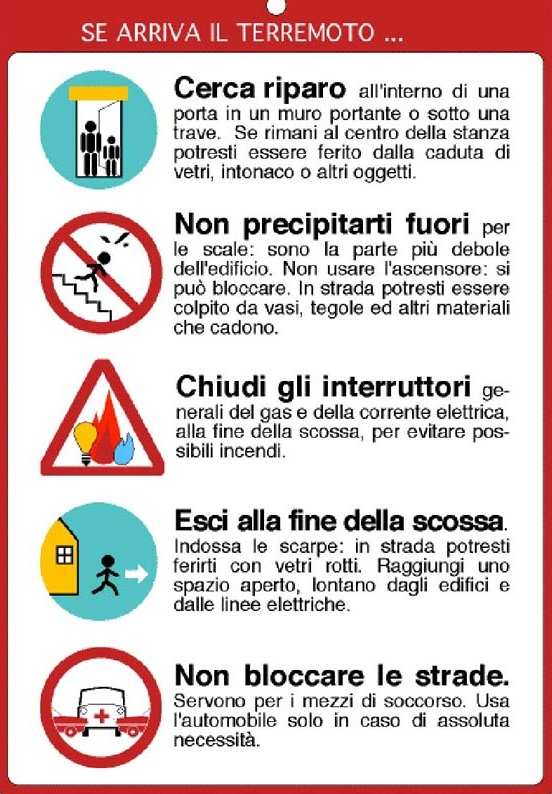 SE ARRIVA IL TERREMOTO ...
Cerca riparo all'interno di una
porta in un muro portante o sotto una
trave. Se rimani al centro della stanza
potresti essere ferito dalla caduta di
vetri, intonaco o altri oggetti.
Non precipitarti fuori per
le scale: sono la parte più debole
dell'edificio. Non usare l'ascensore: si
può bloccare. In strada potresti essere
colpito da vasi, tegole ed altri materiali
che cadono.
Chiudi gli interruttori ge-
nerali del gas e della corrente elettrica,
alla fine della scossa, per evitare pos-
sibili incendi.
Esci alla fine della scossa.
Indossa le scarpe: in strada potresti
ferirti con vetri rotti. Raggiungi uno
spazio aperto, lontano dagli edifici e
dalle linee elettriche.
Non bloccare le strade.
Servono per i mezzi di soccorso. Usa
l'automobile solo in caso di assoluta
necessità.